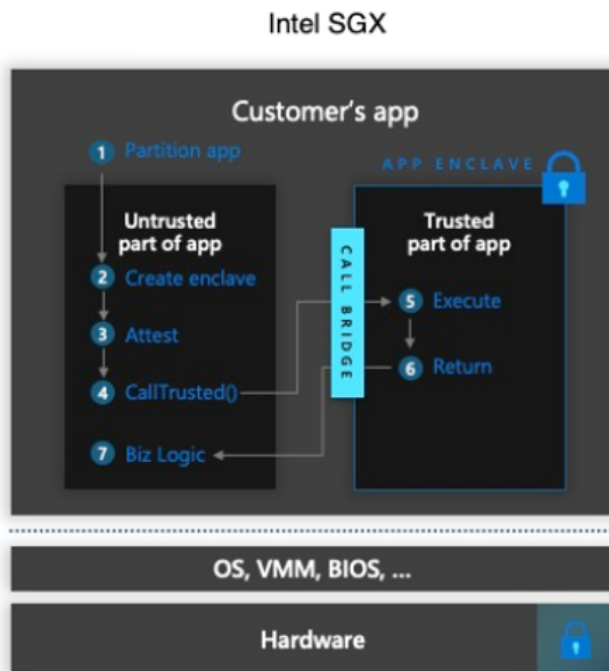 Intel SGX
Customer's app
1 Partition app
APP ENCLAVE
Untrusted
part of app
Trusted
part of app
2 Create enclave
3 Attest
4 CallTrusted()
7 Biz Logic
CALL BRIDGE
5 Execute
6 Return
OS, VMM, BIOS, ...
Hardware